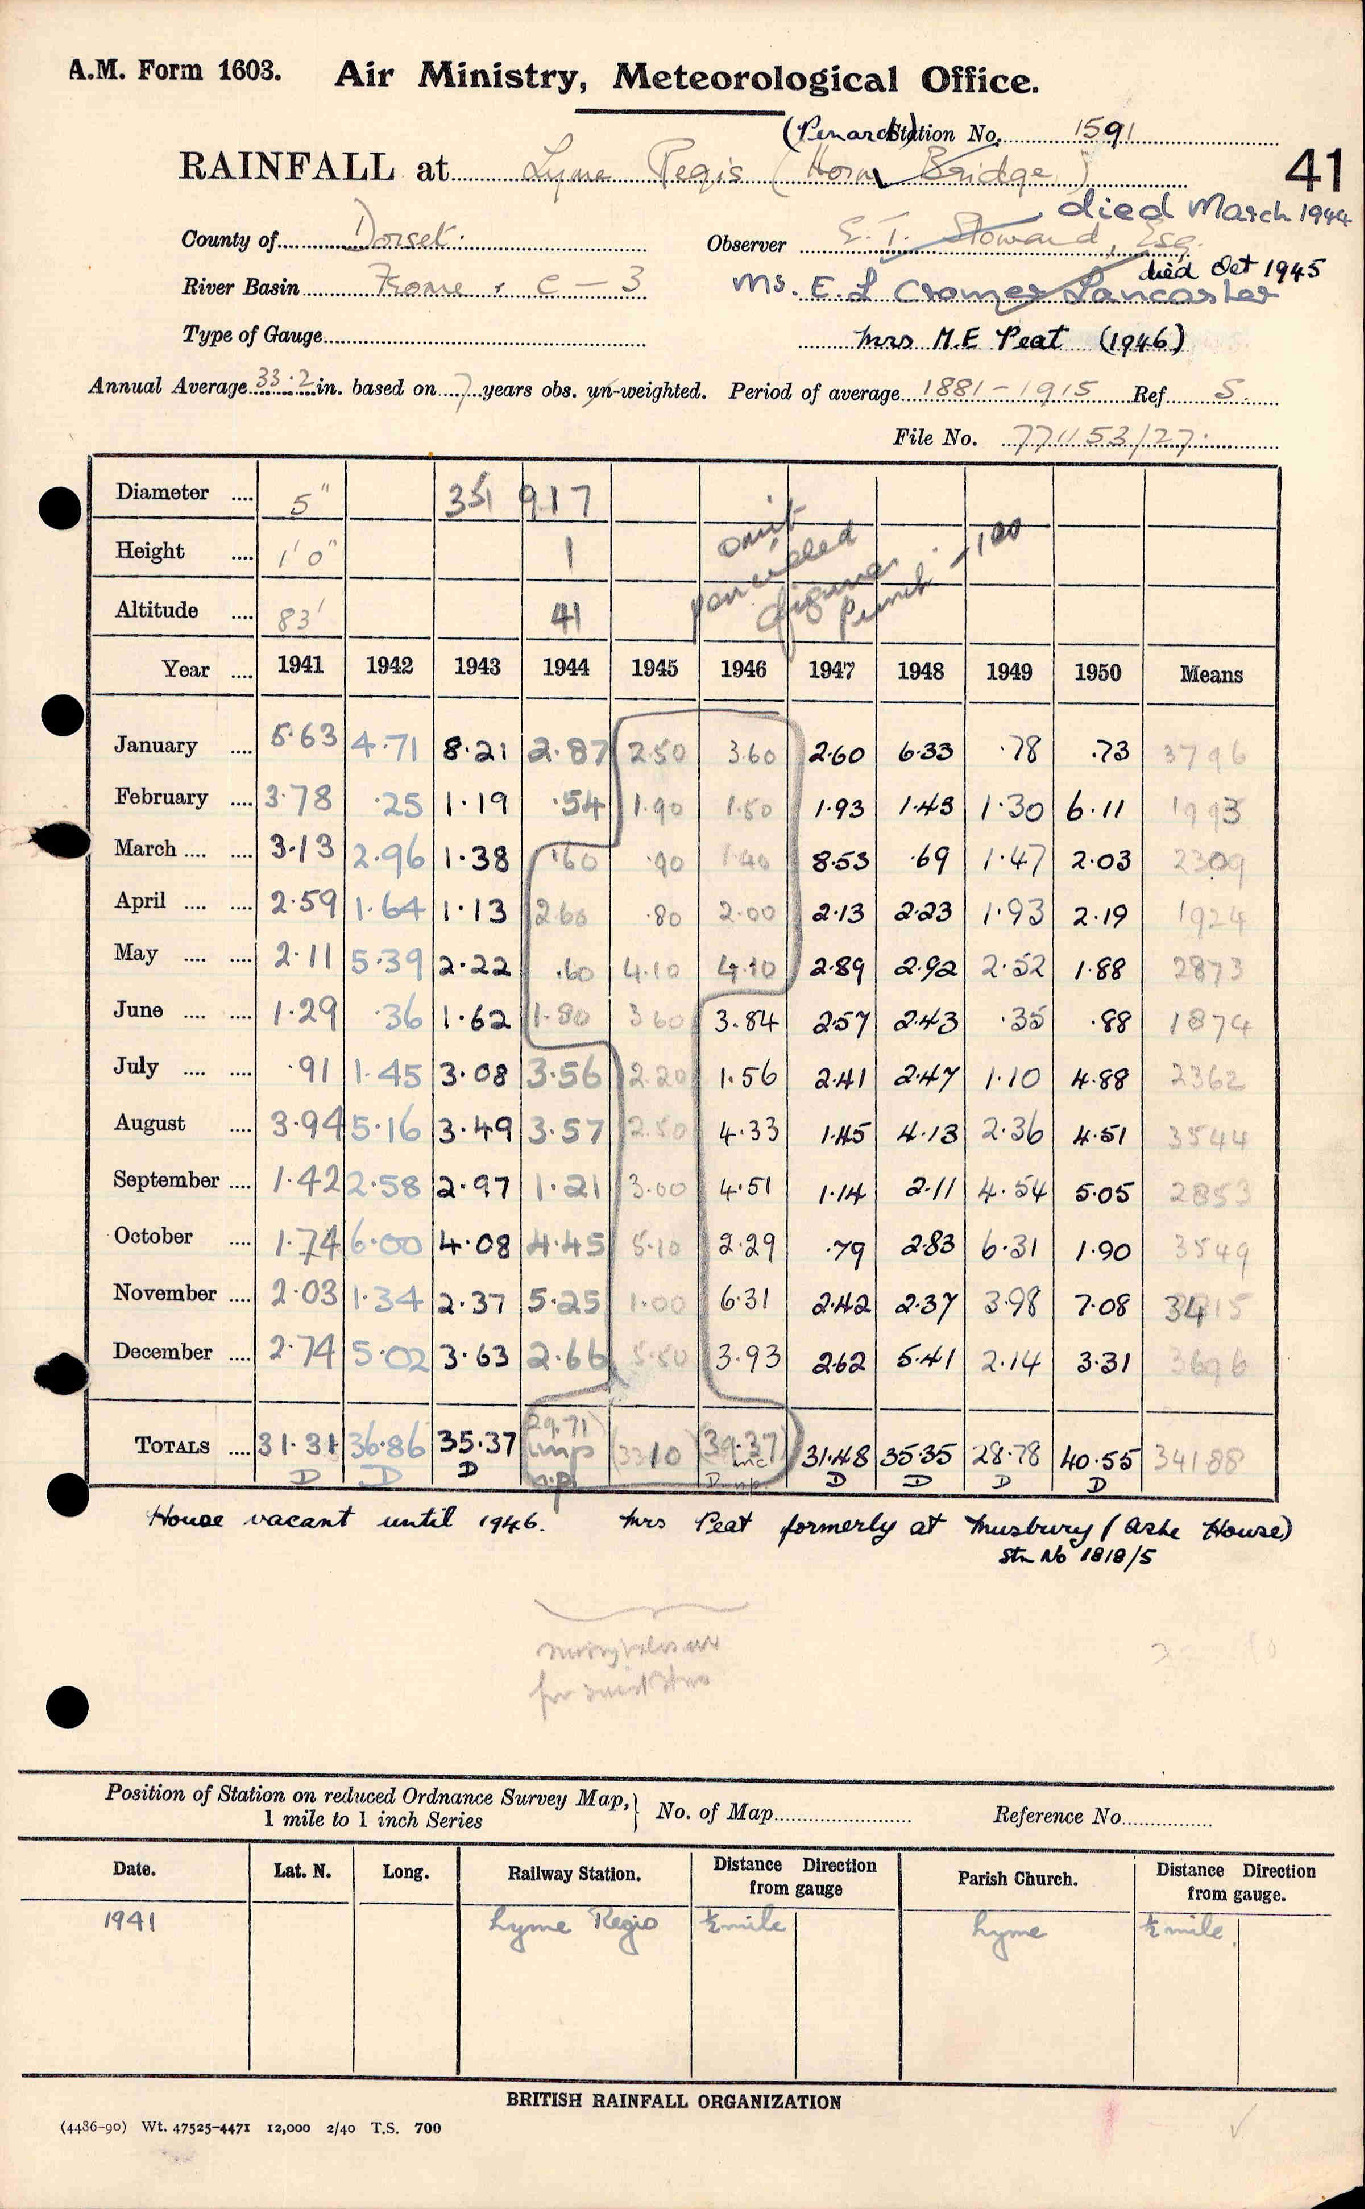 A.M. Form 1603. Air Ministry, Meteorological Office.
Station No. 1591
41
RAINFALL at Lyme Regis (Horn Bridge)
died March 1944
County of Dorset. Observer E. T. Stoward, Esq.
died Oct 1945
River Basin Frome. C — 3 Ms. E. L Cromer Lancaster
Type of Gauge Mrs M.E Peat (1946)
Annual Average 33.2 in. based on 7 years obs. un-weighted. Period of average 1881-1915 Ref S.
File No. 771153/27.
Diameter .... 5" 351 917
Height .... 1' 0" 1
Altitude .... 83' 41
omit
pencilled
figures
Punch -100
Year .... 1941 1942 1943 1944 1945 1946 1947 1948 1949 1950 Means
January .... 5.63 4.71 8.21 2.87 2.50 3.60 2.60 6.33 .78 .73 3796
February .... 3.78 .25 1.19 .54 1.90 1.50 1.93 1.43 1.30 6.11 1993
March .... .... 3.13 2.96 1.38 .60 .90 1.40 8.53 .69 1.47 2.03 2309
April .... .... 2.59 1.64 1.13 2.60 .80 2.00 2.13 2.23 1.93 2.19 1924
May .... .... 2.11 5.39 2.22 .60 4.10 4.10 2.89 2.92 2.52 1.88 2873
June .... .... 1.29 .36 1.62 1.80 3.60 3.84 2.57 2.43 .35 .88 1874
July .... .... .91 1.45 3.08 3.56 2.20 1.56 2.41 2.47 1.10 4.88 2362
August .... 3.94 5.16 3.49 3.57 2.50 4.33 1.45 4.13 2.36 4.51 3544
September .... 1.42 2.58 2.97 1.21 3.00 4.51 1.14 2.11 4.54 5.05 2853
October .... 1.74 6.00 4.08 4.45 5.10 2.29 .79 2.83 6.31 1.90 3549
November .... 2.03 1.34 2.37 5.25 1.00 6.31 2.42 2.37 3.98 7.08 3415
December .... 2.74 5.02 3.63 2.66 5.50 3.93 2.62 5.41 2.14 3.31 3696
TOTALS .... 31.31 36.86 35.37 (29.71) (33.10) (39.37) 31.48 35.35 28.78 40.55 34188
D D D imp n.p. D inc n.p. D D D D
House vacant until 1946. Mrs Peat formerly at Musbury (Ashe House)
Stn No 1818/5
Position of Station on reduced Ordnance Survey Map,
1 mile to 1 inch Series
No. of Map Reference No.
Date. Lat. N. Long. Railway Station. Distance Direction from gauge Parish Church. Distance Direction from gauge.
1941 Lyme Regis ½ mile Lyme ½ mile.
BRITISH RAINFALL ORGANIZATION
(4486-90) Wt. 47525-4471 12,000 2/40 T.S. 700